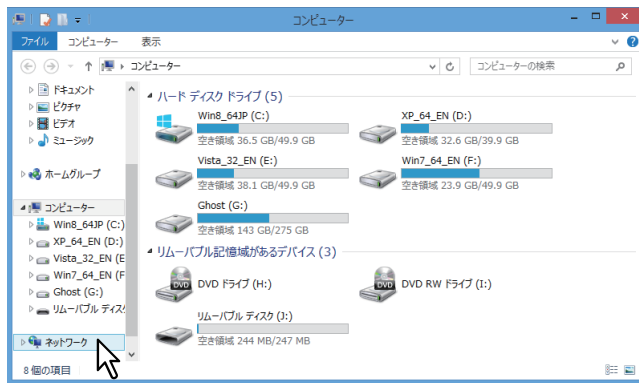 コンピューター
ファイル コンピューター 表示
コンピューター
コンピューターの検索
ドキュメント
ピクチャ
ビデオ
ミュージック
ホームグループ
コンピューター
Win8_64JP (C:)
XP_64_EN (D:)
Vista_32_EN (E
Win7_64_EN (F
Ghost (G:)
リムーバブル ディスク
ネットワーク
ハード ディスク ドライブ (5)
Win8_64JP (C:)
空き領域 36.5 GB/49.9 GB
XP_64_EN (D:)
空き領域 32.6 GB/39.9 GB
Vista_32_EN (E:)
空き領域 38.1 GB/49.9 GB
Win7_64_EN (F:)
空き領域 23.9 GB/49.9 GB
Ghost (G:)
空き領域 143 GB/275 GB
リムーバブル記憶域があるデバイス (3)
DVD
DVD ドライブ (H:)
DVD
DVD RW ドライブ (I:)
リムーバブル ディスク (J:)
空き領域 244 MB/247 MB
8 個の項目